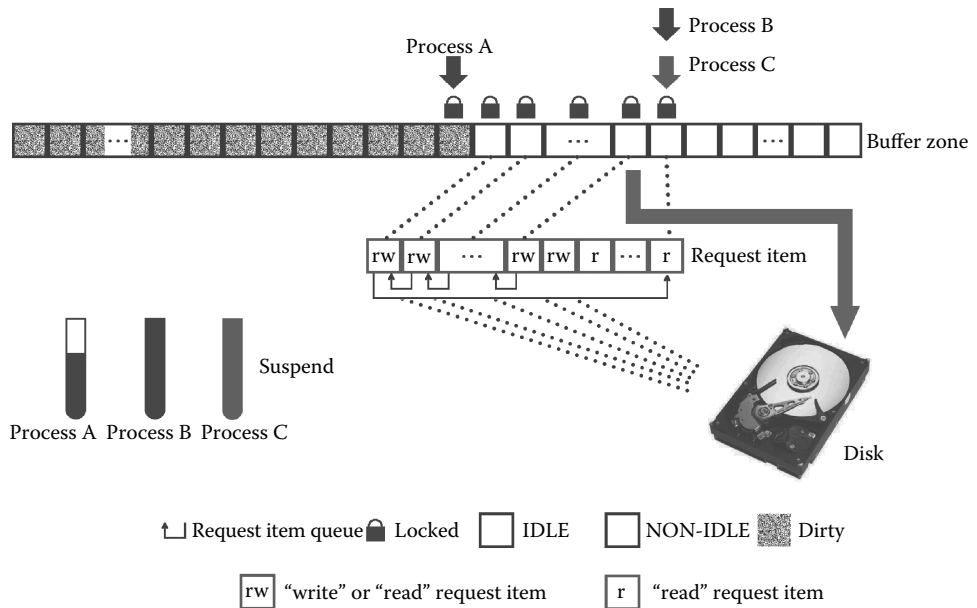 Process B
Process A
Process C
... ... ...
Buffer zone
rw rw ... rw rw r ... r Request item
Suspend
Process A Process B Process C
Disk
Request item queue Locked IDLE NON-IDLE Dirty
rw “write” or “read” request item r “read” request item